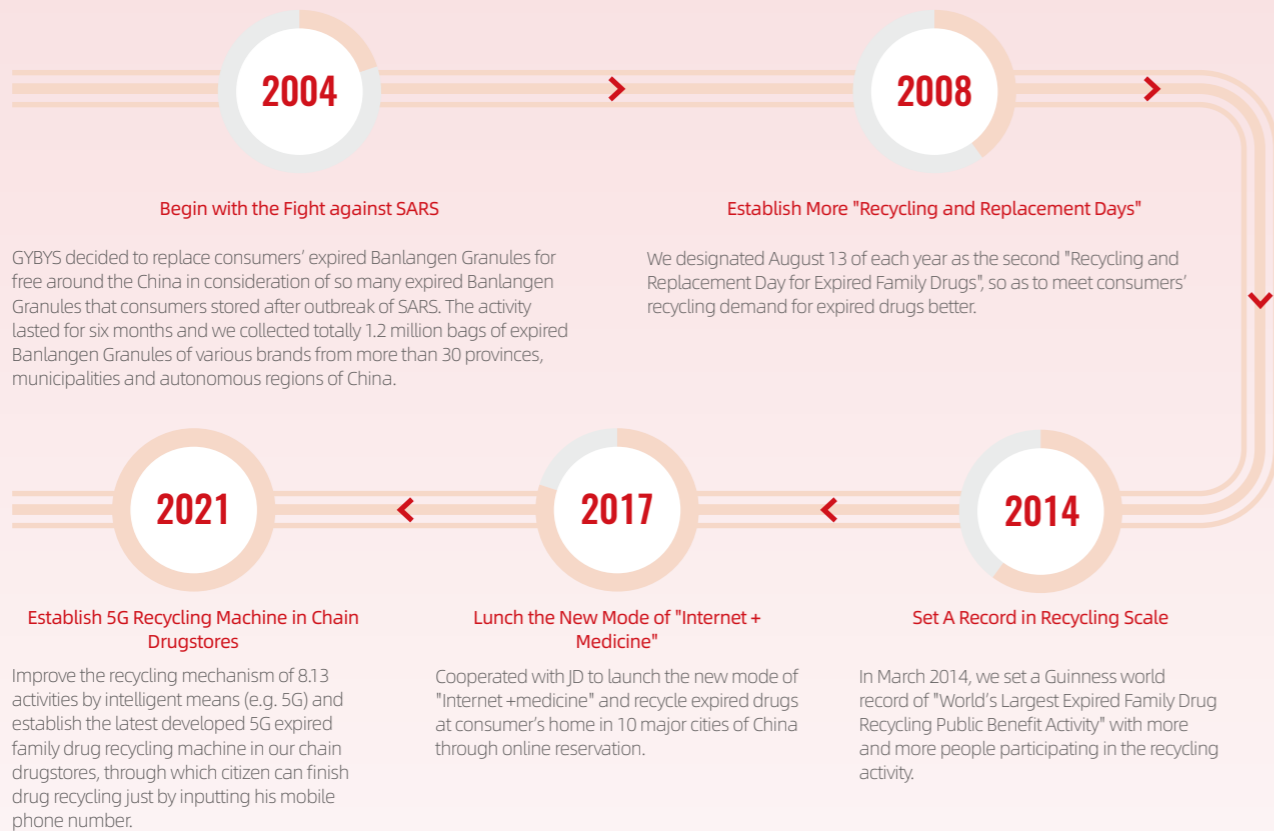 2004
Begin with the Fight against SARS
GYBYS decided to replace consumers' expired Banlangen Granules for
free around the China in consideration of so many expired Banlangen
Granules that consumers stored after outbreak of SARS. The activity
lasted for six months and we collected totally 1.2 million bags of expired
Banlangen Granules of various brands from more than 30 provinces,
municipalities and autonomous regions of China.
2008
Establish More "Recycling and Replacement Days"
We designated August 13 of each year as the second "Recycling and
Replacement Day for Expired Family Drugs", so as to meet consumers'
recycling demand for expired drugs better.
2014
Set A Record in Recycling Scale
In March 2014, we set a Guinness world
record of "World's Largest Expired Family Drug
Recycling Public Benefit Activity" with more
and more people participating in the recycling
activity.
2017
Lunch the New Mode of "Internet +
Medicine"
Cooperated with JD to launch the new mode of
"Internet +medicine" and recycle expired drugs
at consumer's home in 10 major cities of China
through online reservation.
2021
Establish 5G Recycling Machine in Chain
Drugstores
Improve the recycling mechanism of 8.13
activities by intelligent means (e.g. 5G) and
establish the latest developed 5G expired
family drug recycling machine in our chain
drugstores, through which citizen can finish
drug recycling just by inputting his mobile
phone number.